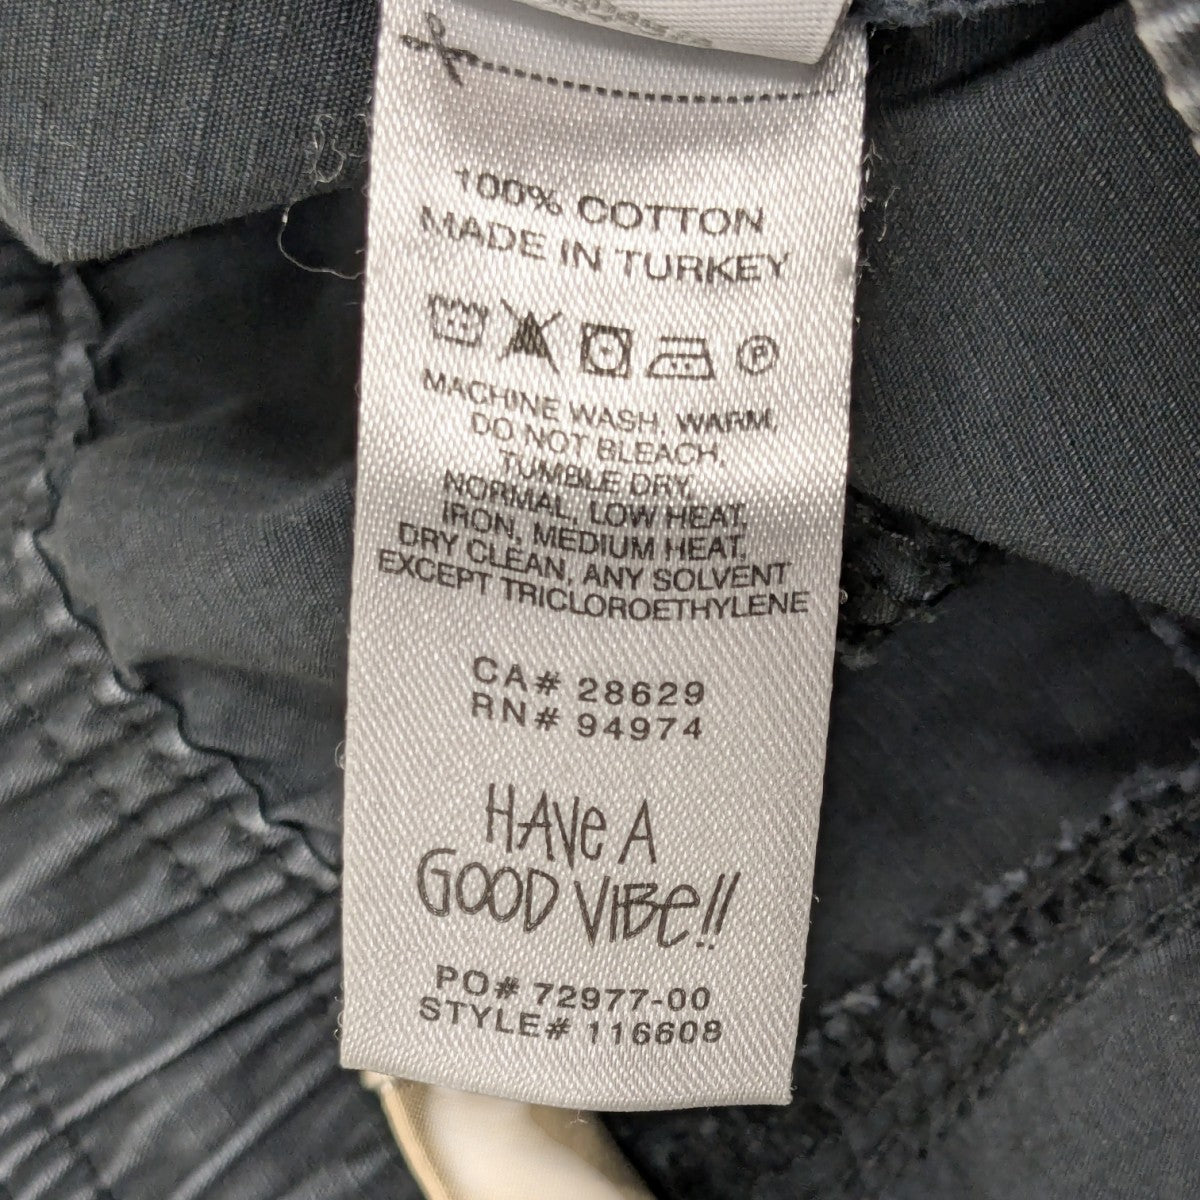 100% COTTON
MADE IN TURKEY
P
MACHINE WASH, WARM,
DO NOT BLEACH,
TUMBLE DRY,
NORMAL, LOW HEAT,
IRON, MEDIUM HEAT,
DRY CLEAN, ANY SOLVENT
EXCEPT TRICLOROETHYLENE
CA# 28629
RN# 94974
HAVe A
GOOD VIBe!!
PO# 72977-00
STYLE# 116608